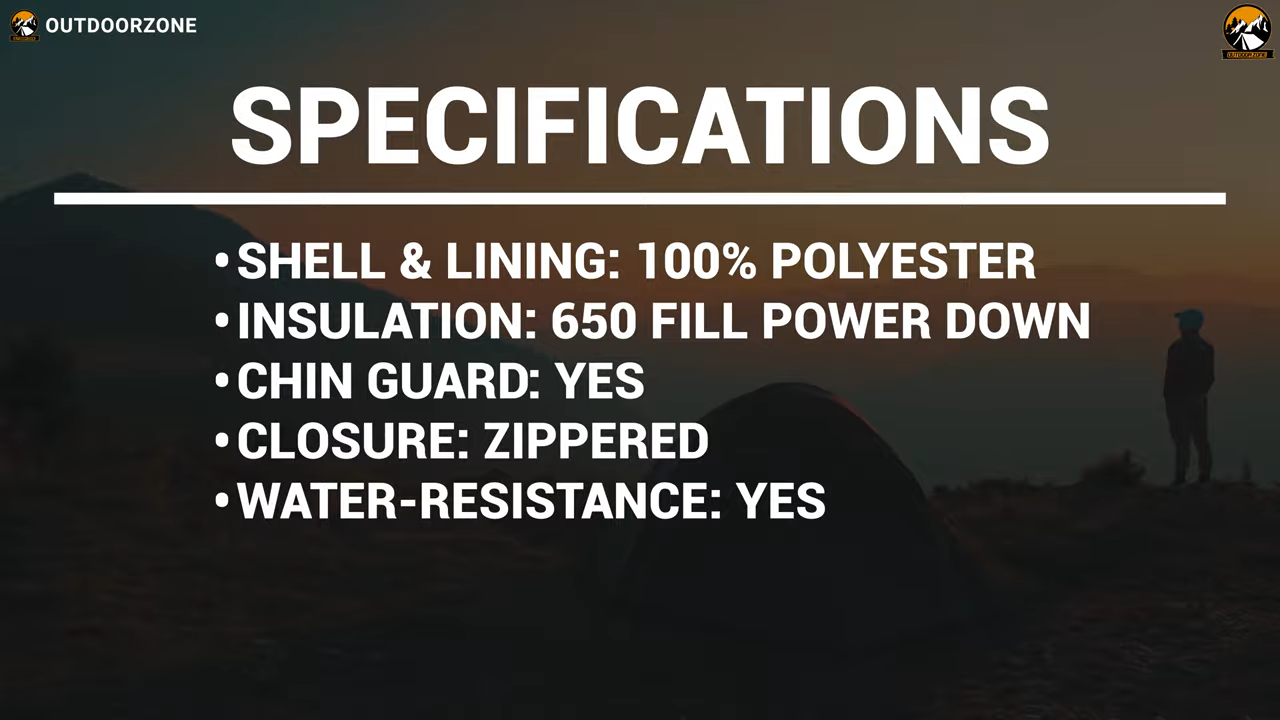 OUTDOORZONE
OUTDOORZONE
SPECIFICATIONS
•SHELL & LINING: 100% POLYESTER
•INSULATION: 650 FILL POWER DOWN
•CHIN GUARD: YES
•CLOSURE: ZIPPERED
•WATER-RESISTANCE: YES